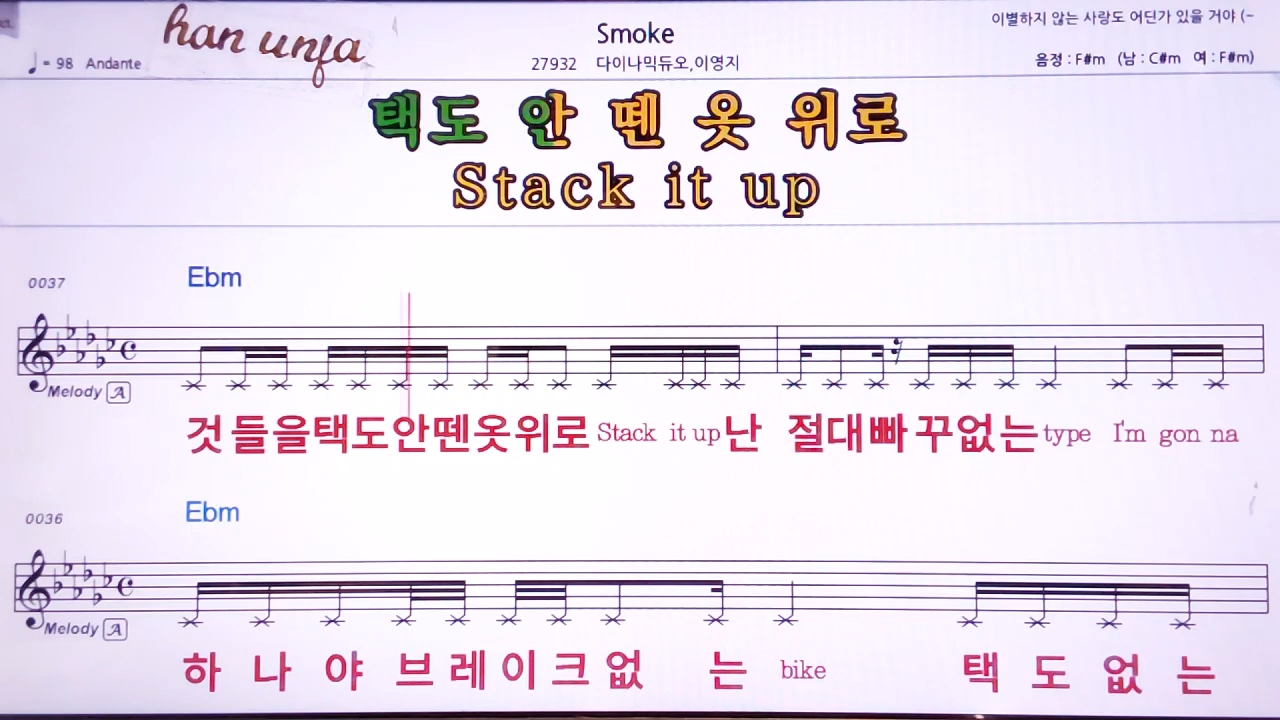 ct.
han unja
Smoke
이별하지 않는 사랑도 어딘가 있을 거야 (~
♩= 98 Andante
27932 다이나믹듀오,이영지
음정 : F#m (남 : C#m 여 : F#m)
택도 안 뗀 옷 위로
Stack it up
0037
Ebm
Melody A
것들을택도안뗀옷위로 Stack it up 난 절대빠꾸없는 type I'm gon na
0036
Ebm
Melody A
하 나 야 브 레 이 크 없 는 bike 택 도 없 는